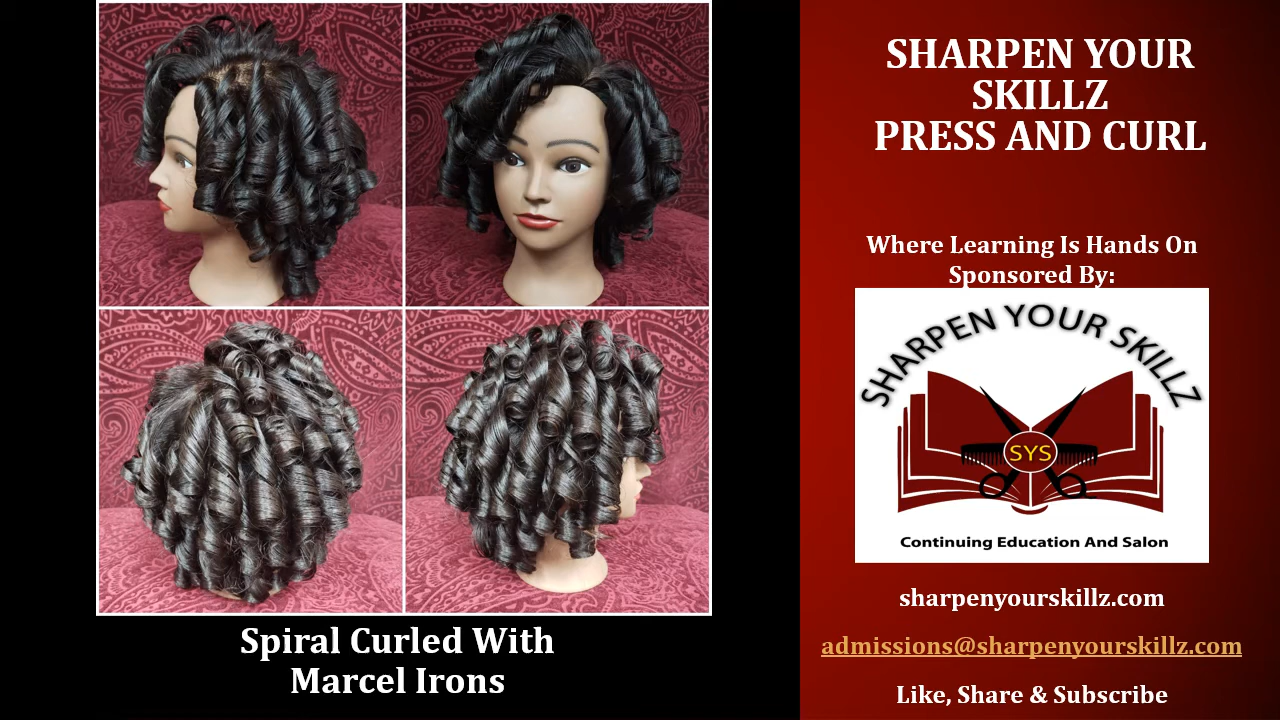 SHARPEN YOUR
SKILLZ
PRESS AND CURL
Where Learning Is Hands On
Sponsored By:
SHARPEN YOUR SKILLZ
SYS
Continuing Education And Salon
sharpenyourskillz.com
admissions@sharpenyourskillz.com
Like, Share & Subscribe
Spiral Curled With
Marcel Irons